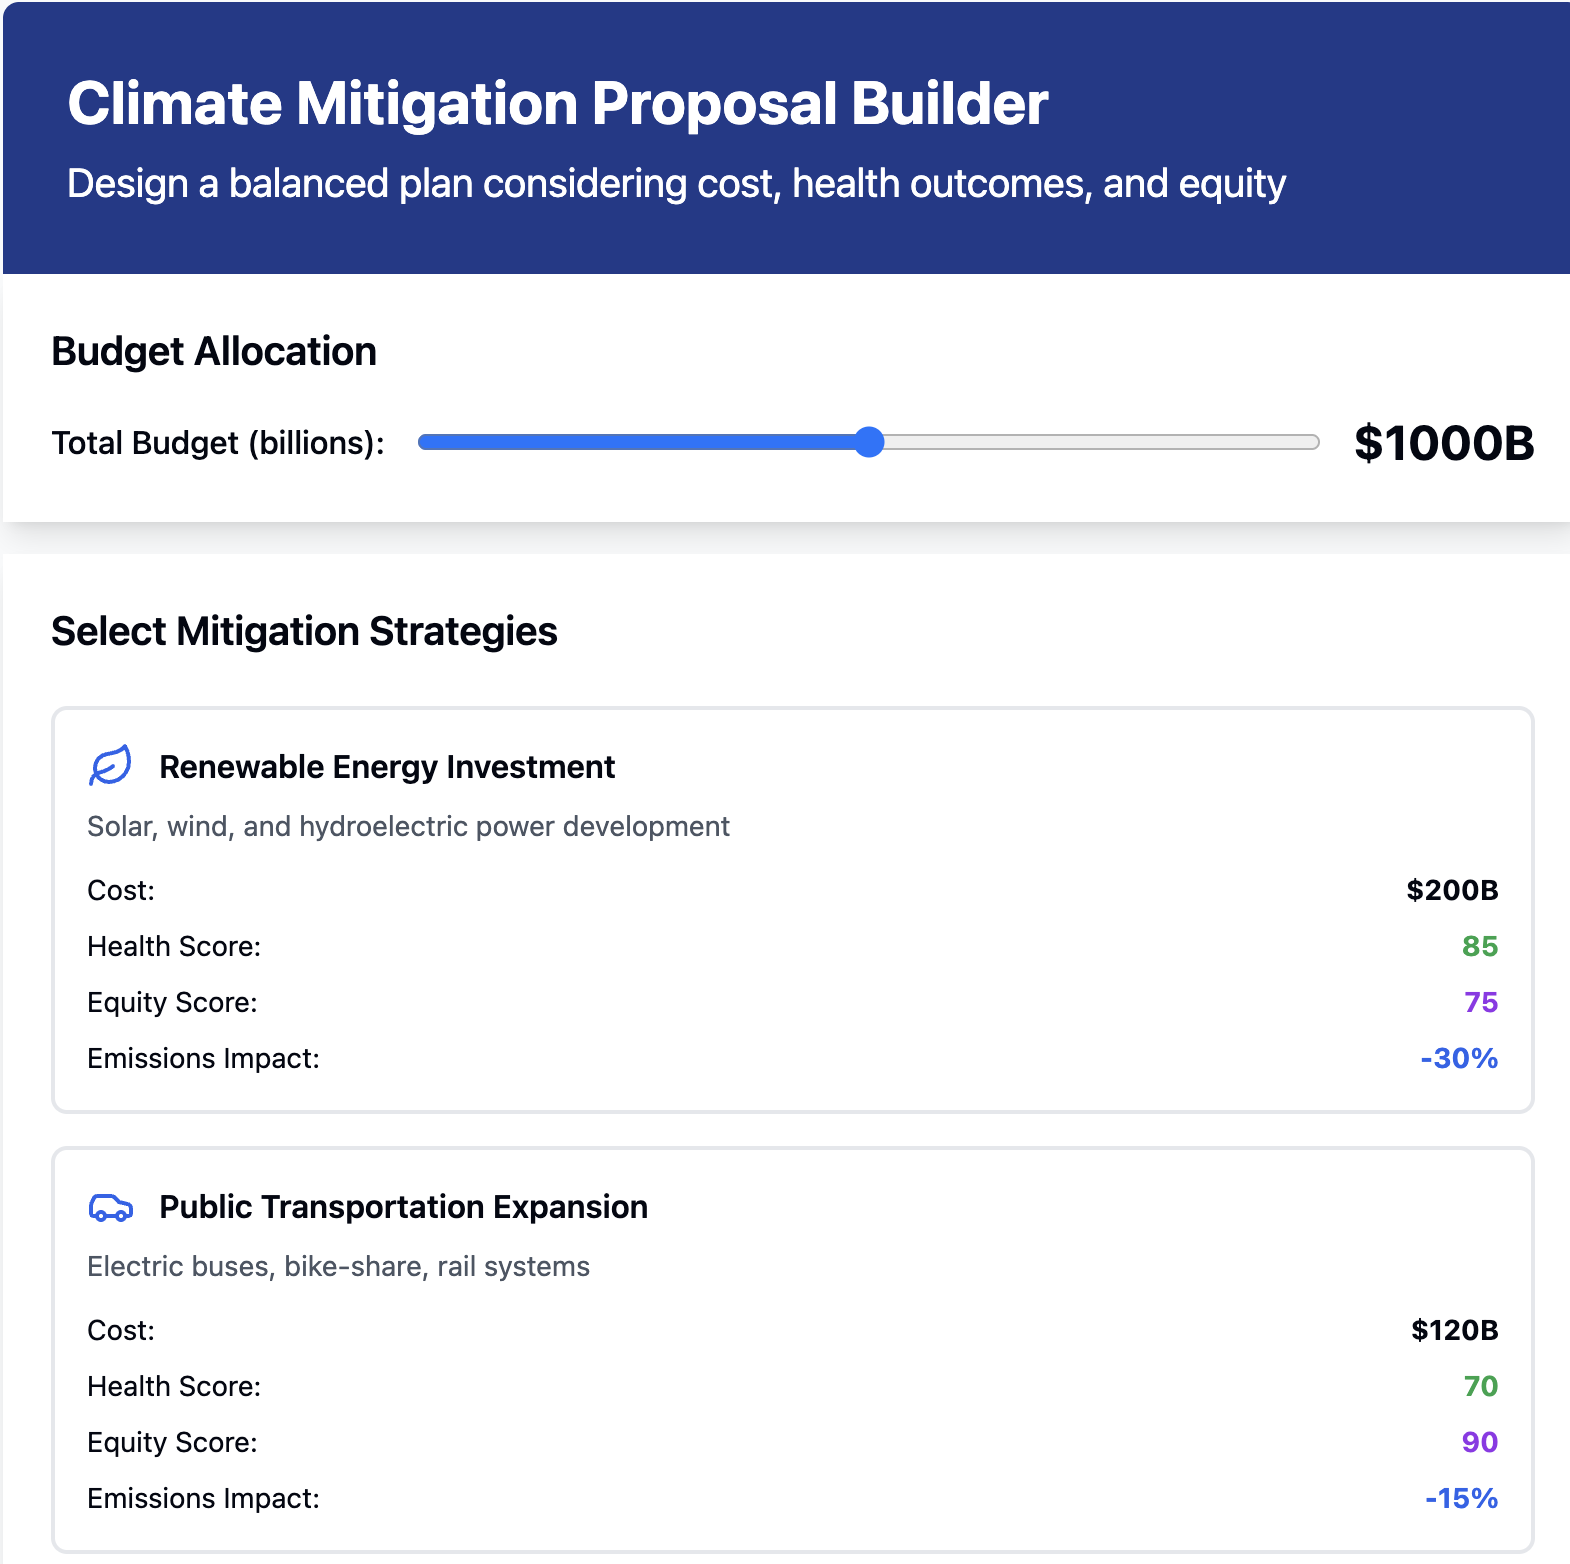 Climate Mitigation Proposal Builder
Design a balanced plan considering cost, health outcomes, and equity
Budget Allocation
Total Budget (billions): $1000B
Select Mitigation Strategies
Renewable Energy Investment
Solar, wind, and hydroelectric power development
Cost: $200B
Health Score: 85
Equity Score: 75
Emissions Impact: -30%
Public Transportation Expansion
Electric buses, bike-share, rail systems
Cost: $120B
Health Score: 70
Equity Score: 90
Emissions Impact: -15%